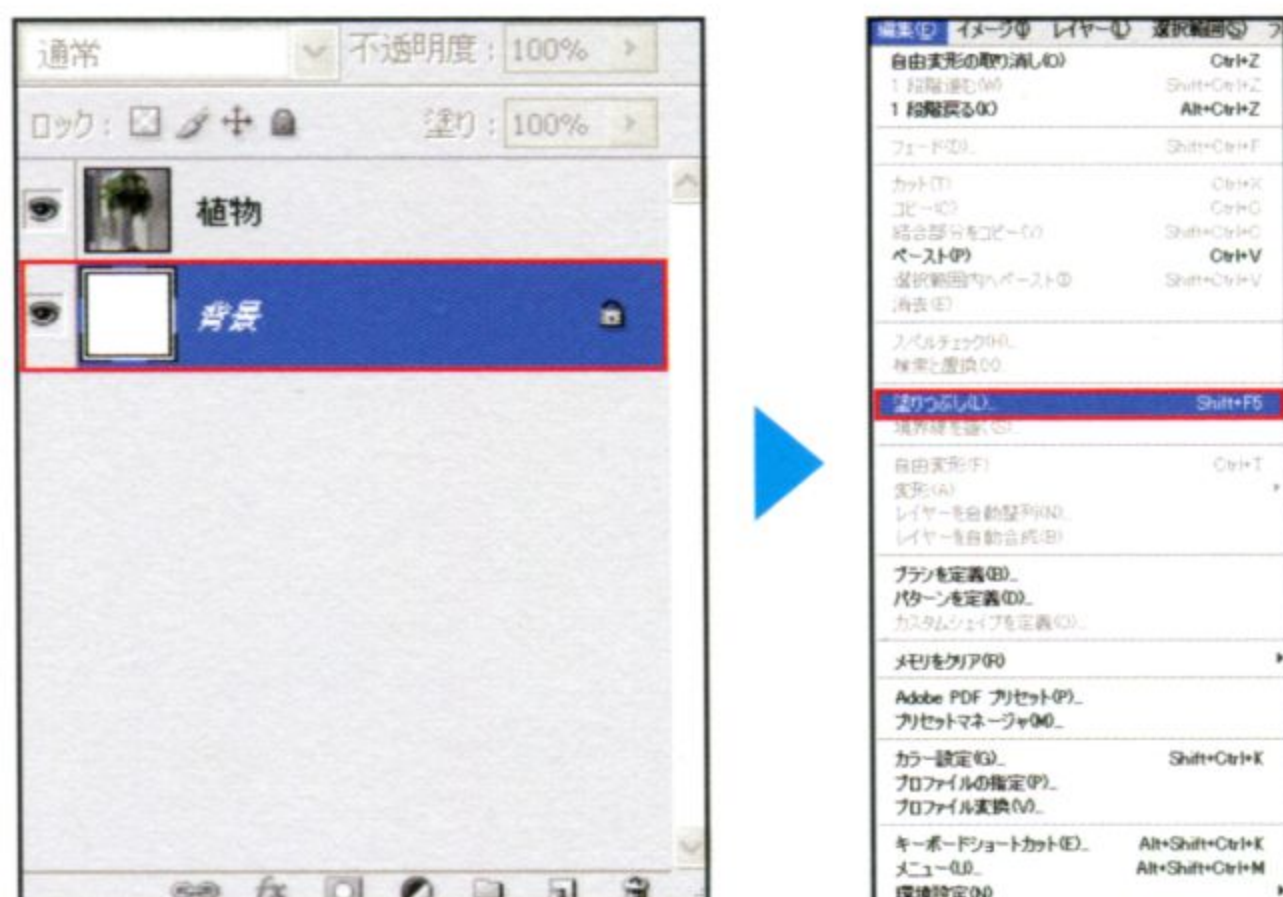 通常 不透明度: 100%
ロック: 塗り: 100%
植物
背景
編集(E) イメージ(I) レイヤー(L) 選択範囲(S) フ
自由変形の取り消し(O) Ctrl+Z
1 段階進む(W) Shift+Ctrl+Z
1 段階戻る(K) Alt+Ctrl+Z
フェード(D)... Shift+Ctrl+F
カット(T) Ctrl+X
コピー(C) Ctrl+C
結合部分をコピー(Y) Shift+Ctrl+C
ペースト(P) Ctrl+V
選択範囲内へペースト(I) Shift+Ctrl+V
消去(E)
スペルチェック(H)...
検索と置換(X)...
塗りつぶし(L)... Shift+F5
境界線を描く(S)...
自由変形(F) Ctrl+T
変形(A)
レイヤーを自動整列(N)...
レイヤーを自動合成(B)
ブラシを定義(B)...
パターンを定義(D)...
カスタムシェイプを定義(O)...
メモリをクリア(R)
Adobe PDF プリセット(P)...
プリセットマネージャ(M)...
カラー設定(G)... Shift+Ctrl+K
プロファイルの指定(P)...
プロファイル変換(V)...
キーボードショートカット(E)... Alt+Shift+Ctrl+K
メニュー(U)... Alt+Shift+Ctrl+M
環境設定(N)